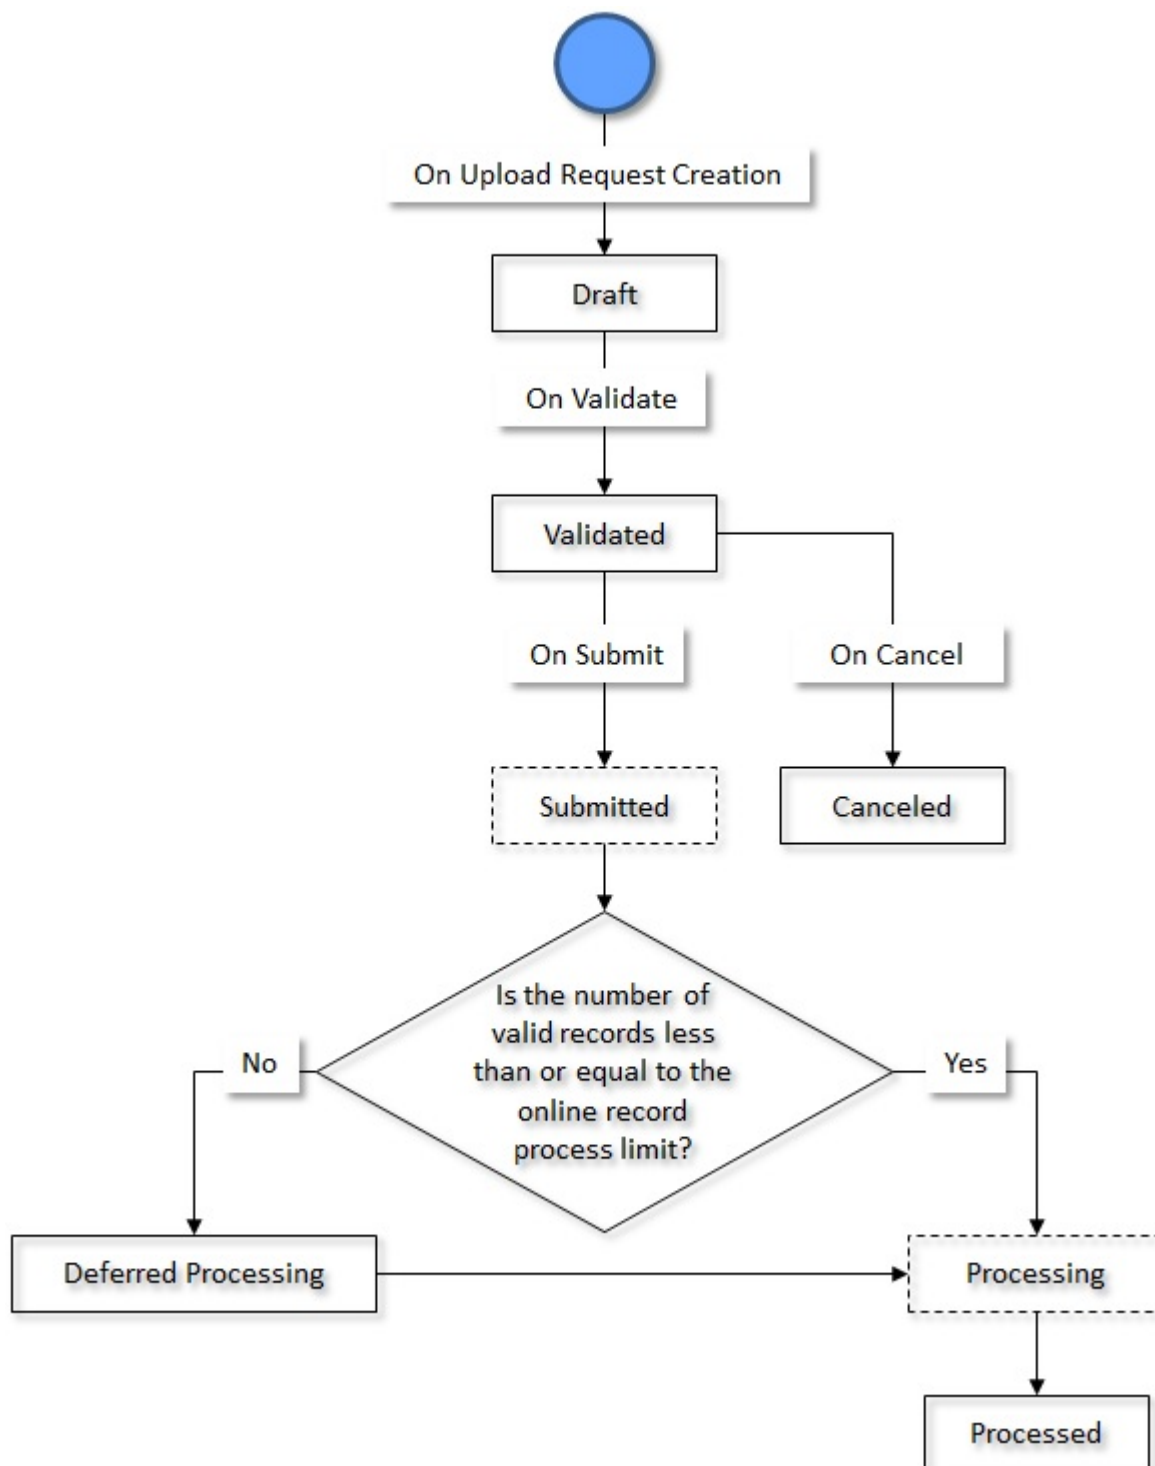 On Upload Request Creation
Draft
On Validate
Validated
On Submit
On Cancel
Submitted
Canceled
Is the number of
valid records less
than or equal to the
online record
process limit?
No
Yes
Deferred Processing
Processing
Processed